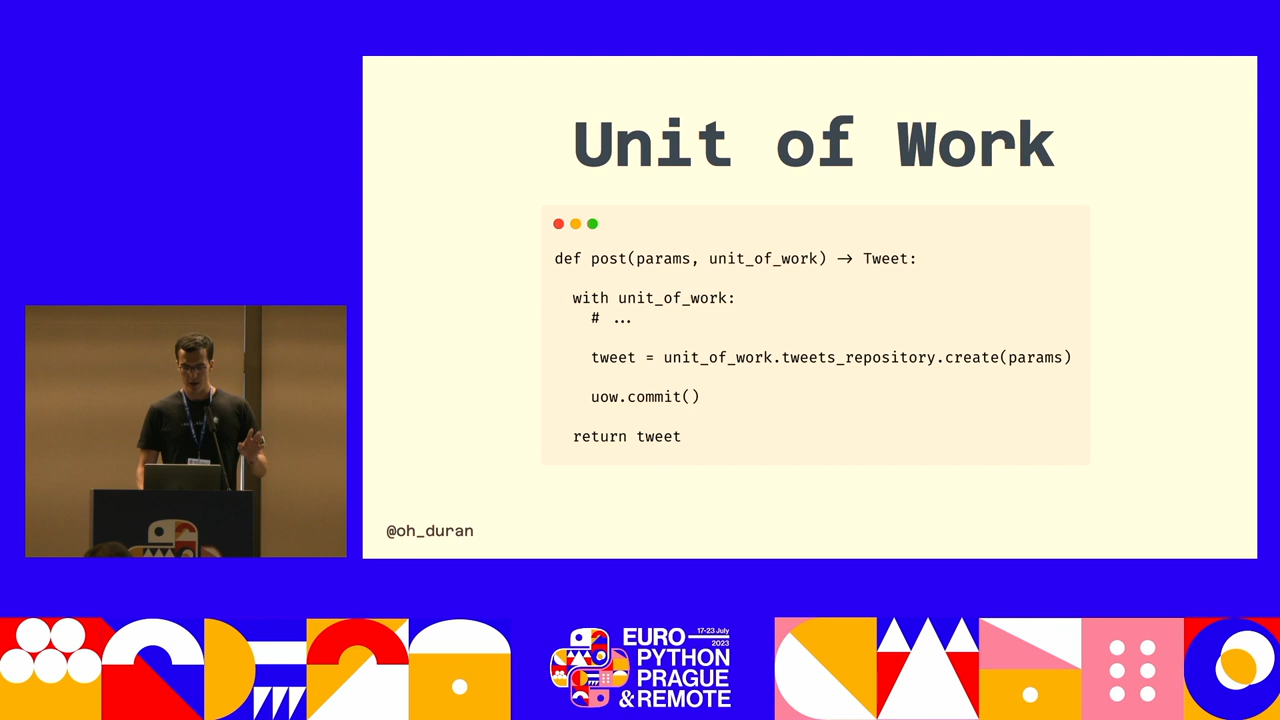 Unit of Work
def post(params, unit_of_work) → Tweet:
with unit_of_work:
# ...
tweet = unit_of_work.tweets_repository.create(params)
uow.commit()
return tweet
@oh_duran
EURO
17-23 July
2023
PYTHON
PRAGUE
&REMOTE